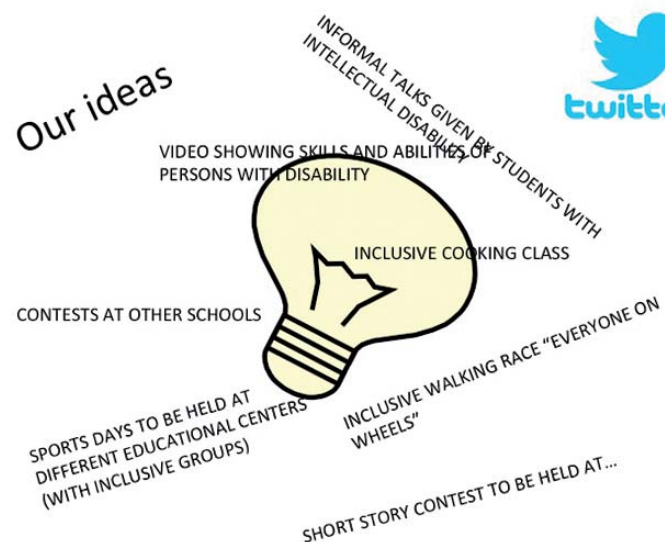 Our ideas
INFORMAL TALKS GIVEN BY STUDENTS WITH
INTELLECTUAL DISABILITY
twitt
VIDEO SHOWING SKILLS AND ABILITIES OF
PERSONS WITH DISABILITY
INCLUSIVE COOKING CLASS
CONTESTS AT OTHER SCHOOLS
INCLUSIVE WALKING RACE “EVERYONE ON
WHEELS”
SPORTS DAYS TO BE HELD AT
DIFFERENT EDUCATIONAL CENTERS
(WITH INCLUSIVE GROUPS)
SHORT STORY CONTEST TO BE HELD AT...